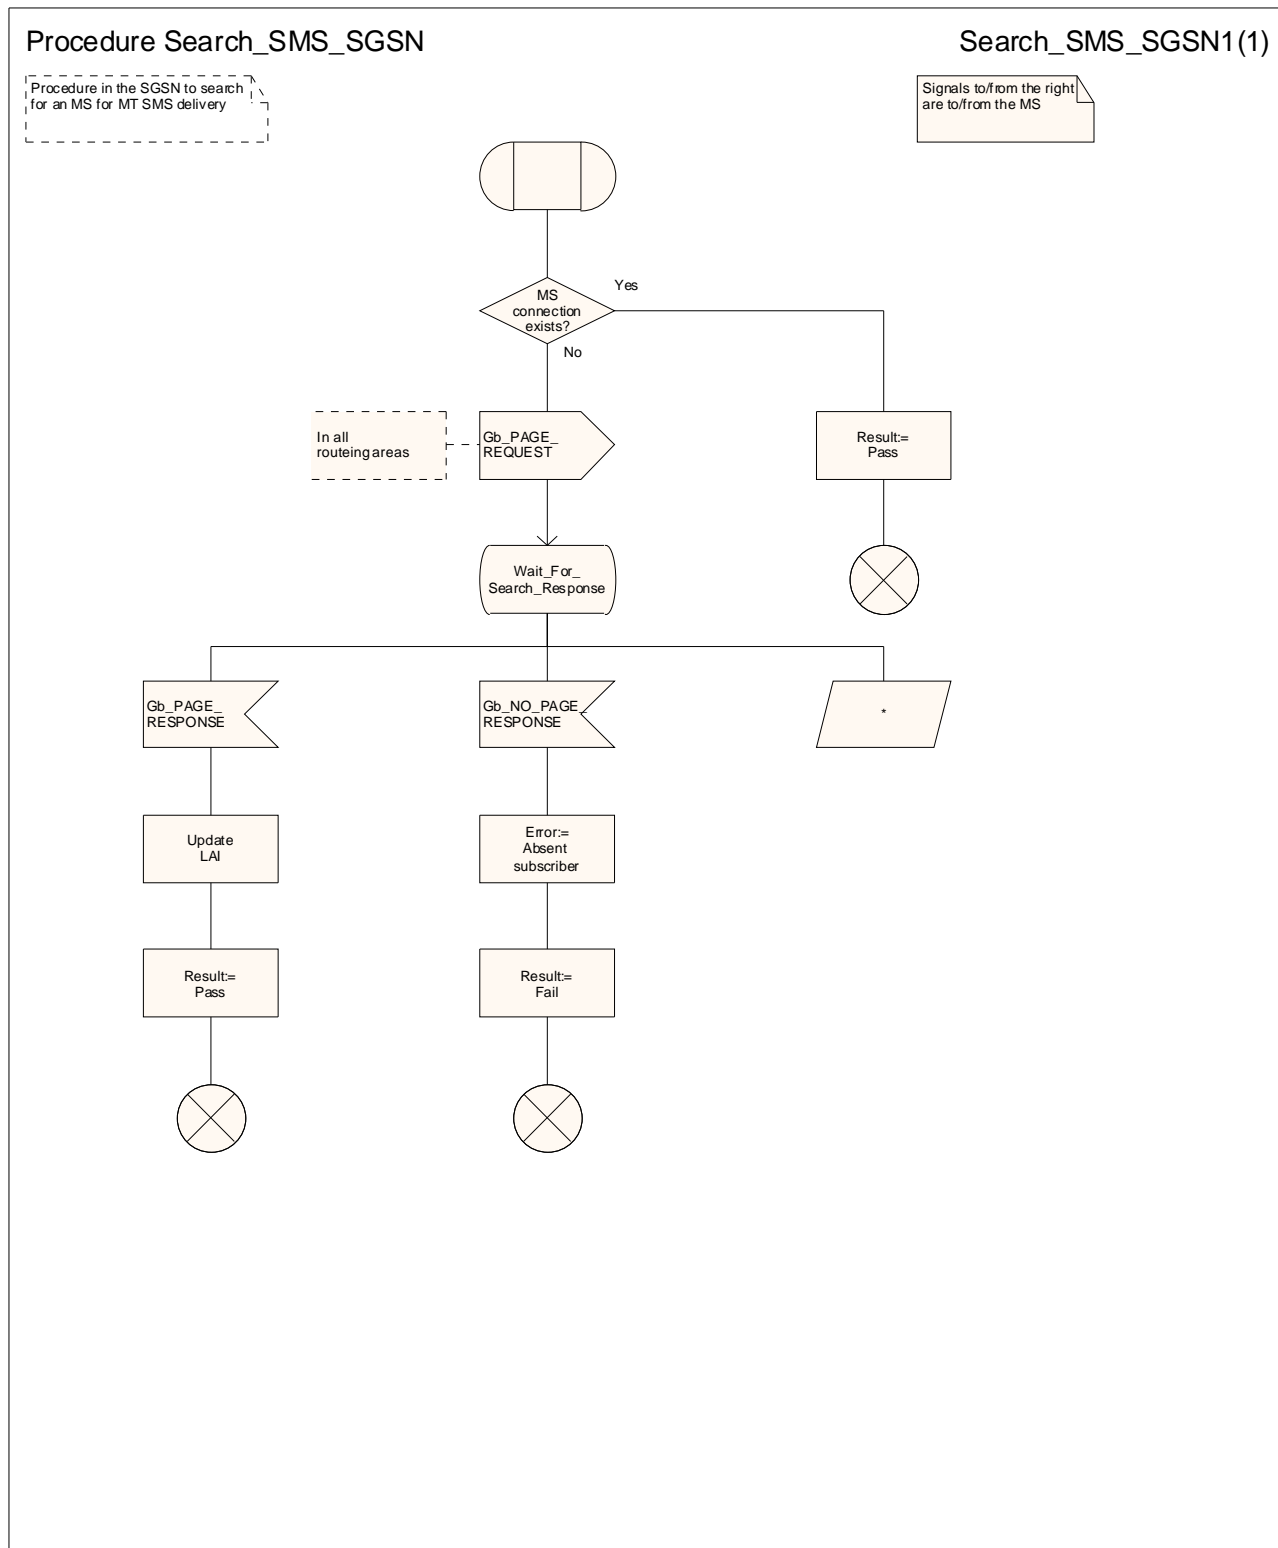 Procedure Search_SMS_SGSN
Search_SMS_SGSN1(1)
Procedure in the SGSN to search
for an MS for MT SMS delivery
Signals to/from the right
are to/from the MS
MS
connection
exists?
Yes
No
In all
routeing areas
Gb_PAGE_
REQUEST
Result:=
Pass
Wait_For_
Search_Response
Gb_PAGE_
RESPONSE
Gb_NO_PAGE_
RESPONSE
*
Update
LAI
Error:=
Absent
subscriber
Result:=
Pass
Result:=
Fail